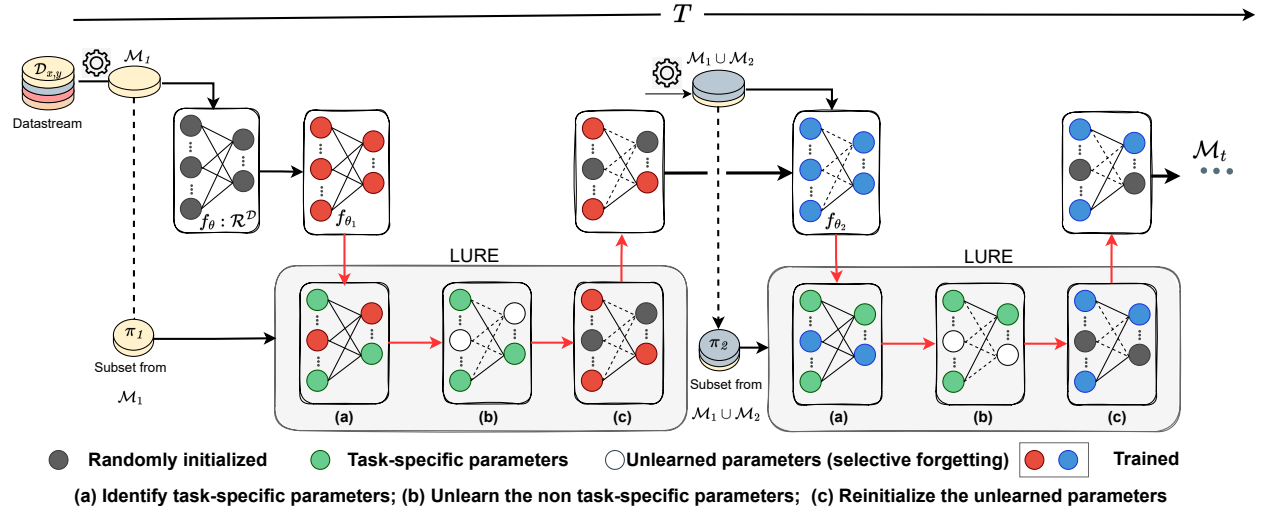 T
𝒟x,y
ℳ1
ℳ1 ∪ ℳ2
Datastream
fθ : ℛ^𝒟
fθ1
fθ2
ℳt
...
LURE
LURE
π1
π2
Subset from
ℳ1
Subset from
ℳ1 ∪ ℳ2
(a)
(b)
(c)
(a)
(b)
(c)
Randomly initialized
Task-specific parameters
Unlearned parameters (selective forgetting)
Trained
(a) Identify task-specific parameters; (b) Unlearn the non task-specific parameters; (c) Reinitialize the unlearned parameters